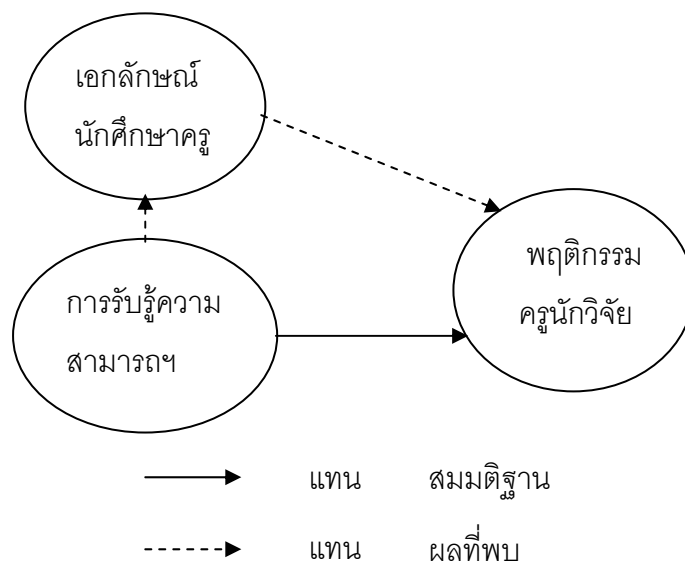 เอกลักษณ์
นักศึกษาครู
พฤติกรรม
ครูนักวิจัย
การรับรู้ความ
สามารถฯ
แทน สมมติฐาน
แทน ผลที่พบ